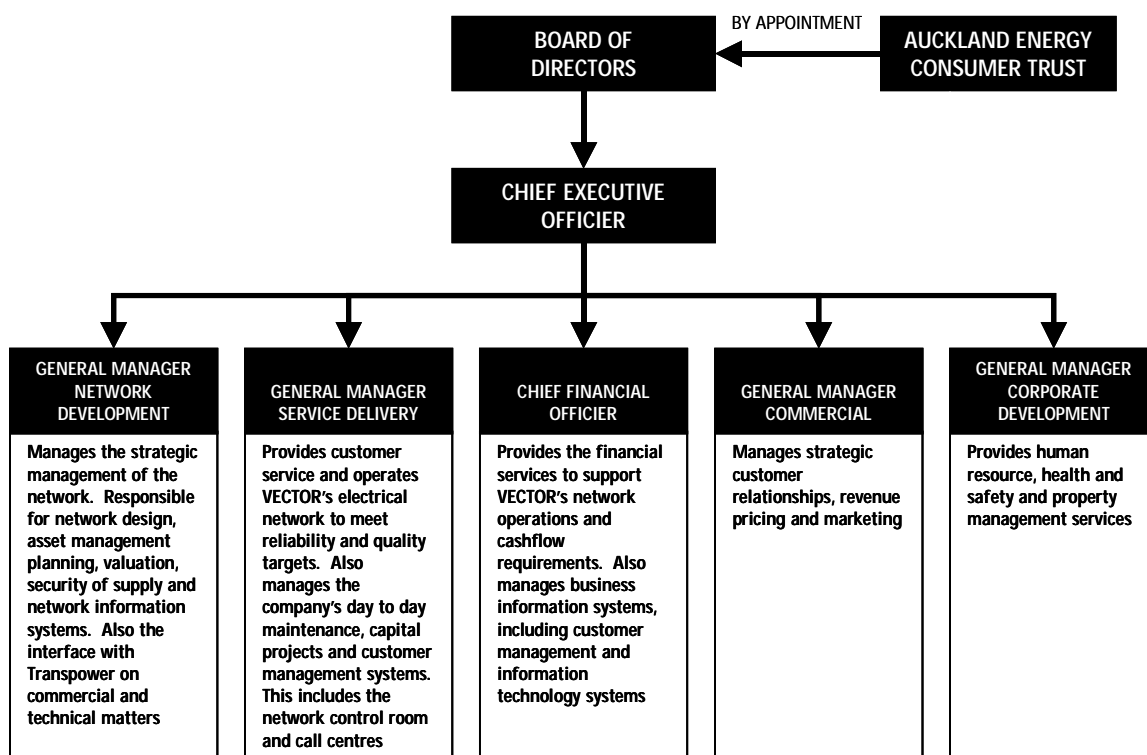 BY APPOINTMENT
BOARD OF
DIRECTORS
AUCKLAND ENERGY
CONSUMER TRUST
CHIEF EXECUTIVE
OFFICIER
GENERAL MANAGER
NETWORK
DEVELOPMENT
Manages the strategic
management of the
network. Responsible
for network design,
asset management
planning, valuation,
security of supply and
network information
systems. Also the
interface with
Transpower on
commercial and
technical matters
GENERAL MANAGER
SERVICE DELIVERY
Provides customer
service and operates
VECTOR's electrical
network to meet
reliability and quality
targets. Also
manages the
company's day to day
maintenance, capital
projects and customer
management systems.
This includes the
network control room
and call centres
CHIEF FINANCIAL
OFFICER
Provides the financial
services to support
VECTOR's network
operations and
cashflow
requirements. Also
manages business
information systems,
including customer
management and
information
technology systems
GENERAL MANAGER
COMMERCIAL
Manages strategic
customer
relationships, revenue
pricing and marketing
GENERAL MANAGER
CORPORATE
DEVELOPMENT
Provides human
resource, health and
safety and property
management services